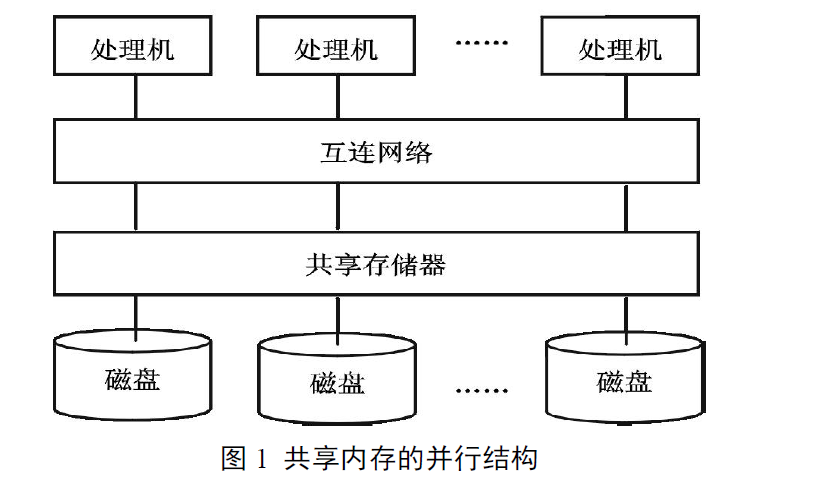 处理机 处理机 …… 处理机
互连网络
共享存储器
磁盘 磁盘 …… 磁盘
图 1 共享内存的并行结构